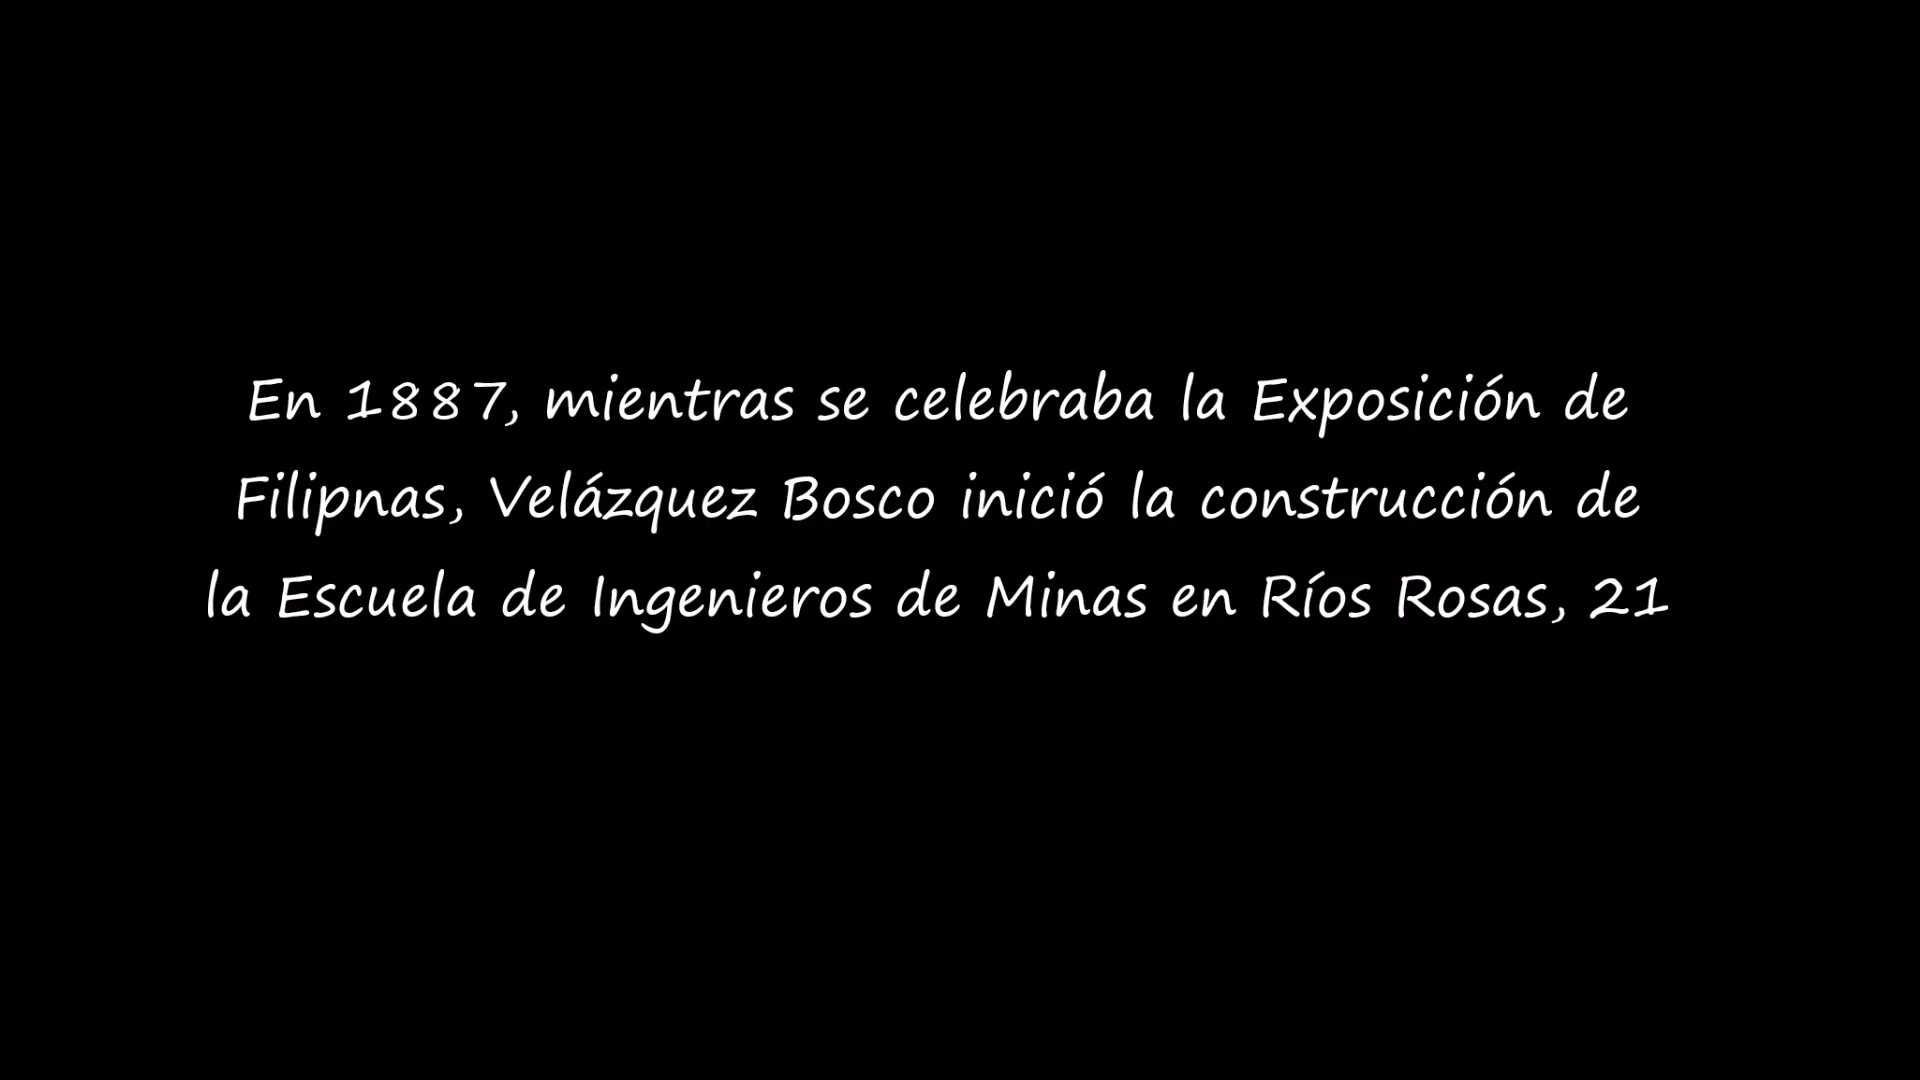 En 1887, mientras se celebraba la Exposición de
Filipnas, Velázquez Bosco inició la construcción de
la Escuela de Ingenieros de Minas en Ríos Rosas, 21